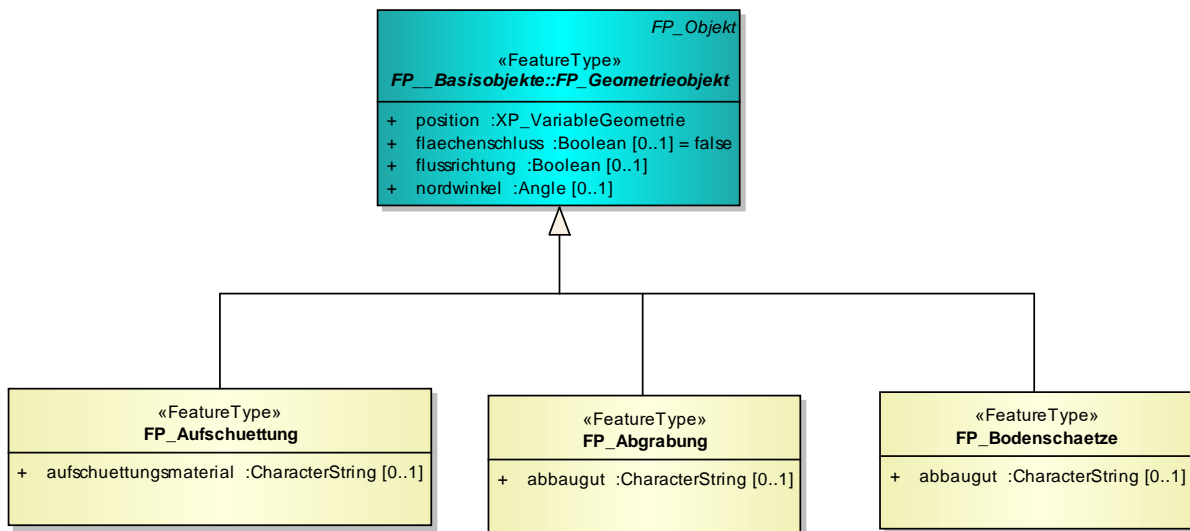 FP_Objekt
«FeatureType»
FP__Basisobjekte::FP_Geometrieobjekt
+ position :XP_VariableGeometrie
+ flaechenschluss :Boolean [0..1] = false
+ flussrichtung :Boolean [0..1]
+ nordwinkel :Angle [0..1]
«FeatureType»
FP_Aufschuettung
+ aufschuettungsmaterial :CharacterString [0..1]
«FeatureType»
FP_Abgrabung
+ abbaugut :CharacterString [0..1]
«FeatureType»
FP_Bodenschaetze
+ abbaugut :CharacterString [0..1]